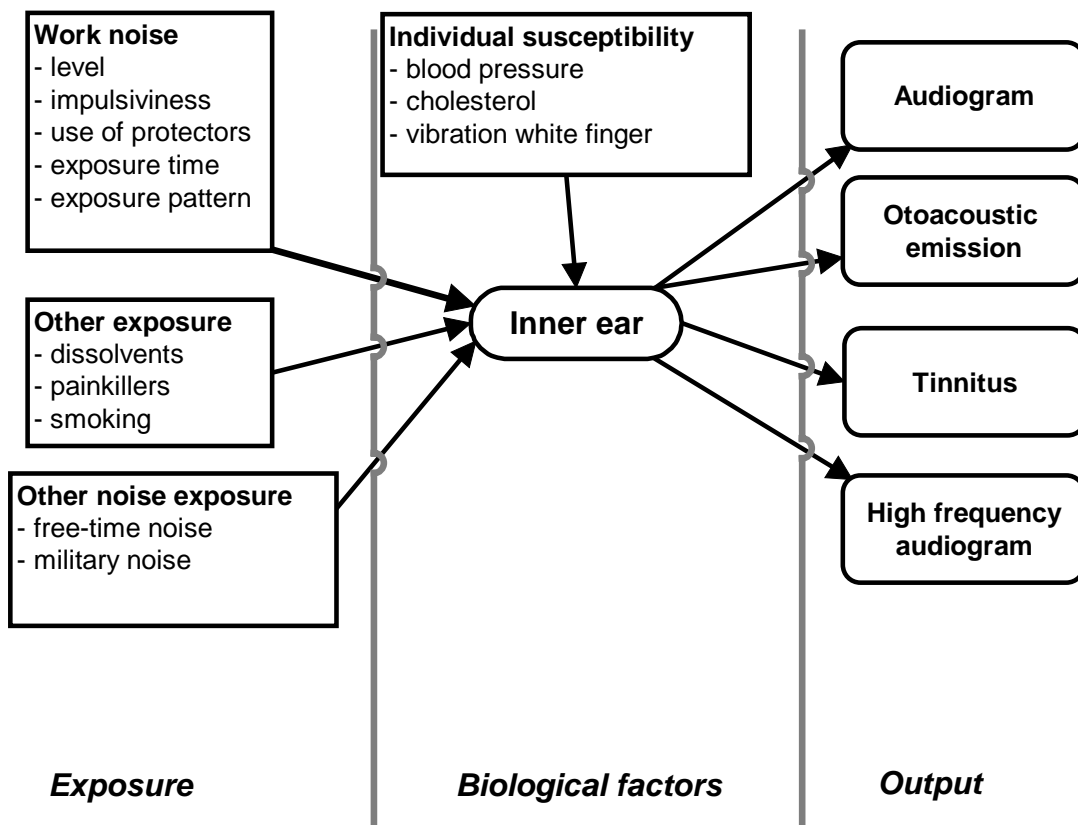 Work noise
- level
- impulsiviness
- use of protectors
- exposure time
- exposure pattern
Other exposure
- dissolvents
- painkillers
- smoking
Other noise exposure
- free-time noise
- military noise
Individual susceptibility
- blood pressure
- cholesterol
- vibration white finger
Inner ear
Audiogram
Otoacoustic
emission
Tinnitus
High frequency
audiogram
Exposure
Biological factors
Output